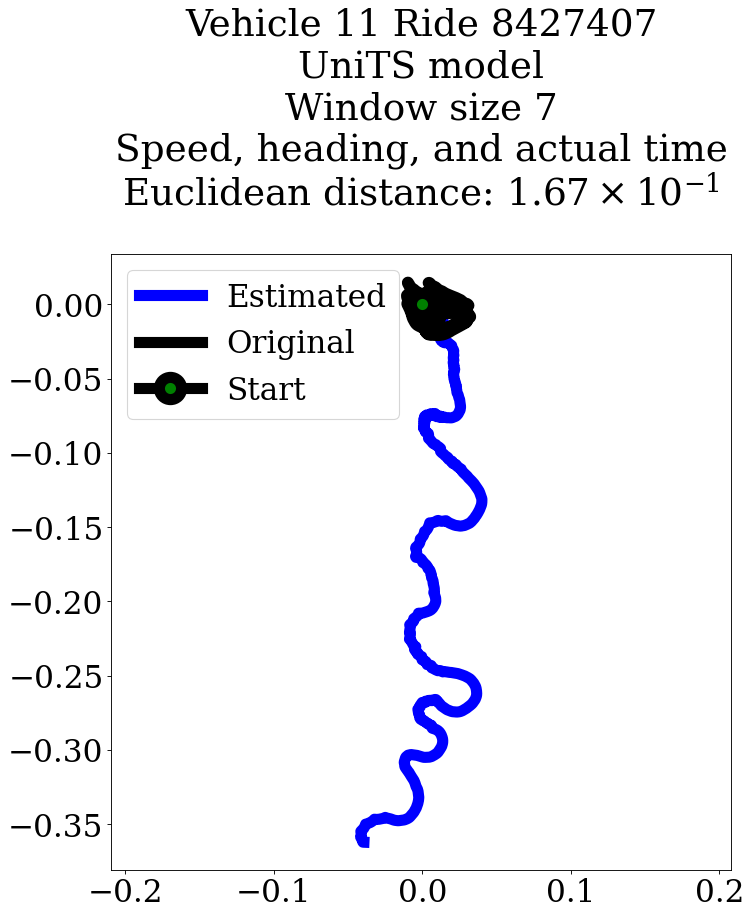 Vehicle 11 Ride 8427407
UniTS model
Window size 7
Speed, heading, and actual time
Euclidean distance: 1.67 × 10⁻¹
Estimated
Original
Start
0.00
−0.05
−0.10
−0.15
−0.20
−0.25
−0.30
−0.35
−0.2 −0.1 0.0 0.1 0.2